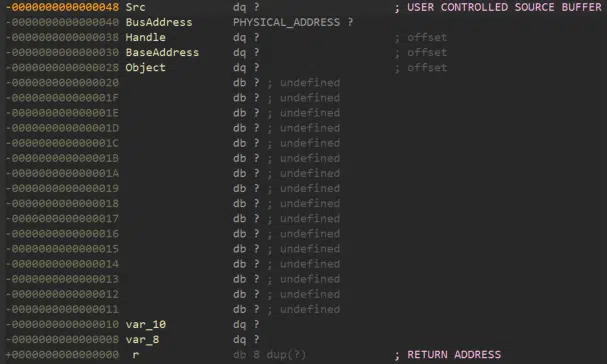 -0000000000000048 Src dq ? ; USER CONTROLLED SOURCE BUFFER
-0000000000000040 BusAddress PHYSICAL_ADDRESS ?
-0000000000000038 Handle dq ? ; offset
-0000000000000030 BaseAddress dq ? ; offset
-0000000000000028 Object dq ? ; offset
-0000000000000020 db ? ; undefined
-000000000000001F db ? ; undefined
-000000000000001E db ? ; undefined
-000000000000001D db ? ; undefined
-000000000000001C db ? ; undefined
-000000000000001B db ? ; undefined
-000000000000001A db ? ; undefined
-0000000000000019 db ? ; undefined
-0000000000000018 db ? ; undefined
-0000000000000017 db ? ; undefined
-0000000000000016 db ? ; undefined
-0000000000000015 db ? ; undefined
-0000000000000014 db ? ; undefined
-0000000000000013 db ? ; undefined
-0000000000000012 db ? ; undefined
-0000000000000011 db ? ; undefined
-0000000000000010 var_10 dq ?
-0000000000000008 var_8 dq ?
+0000000000000000 r db 8 dup(?) ; RETURN ADDRESS